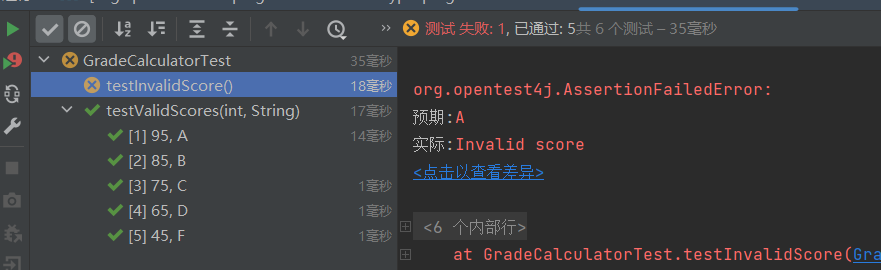 测试 失败: 1, 已通过: 5共 6 个测试 – 35毫秒
GradeCalculatorTest 35毫秒
testInvalidScore() 18毫秒
testValidScores(int, String) 17毫秒
[1] 95, A 14毫秒
[2] 85, B
[3] 75, C 1毫秒
[4] 65, D 1毫秒
[5] 45, F 1毫秒
org.opentest4j.AssertionFailedError:
预期:A
实际:Invalid score
<点击以查看差异>
<6 个内部行>
at GradeCalculatorTest.testInvalidScore(Gra